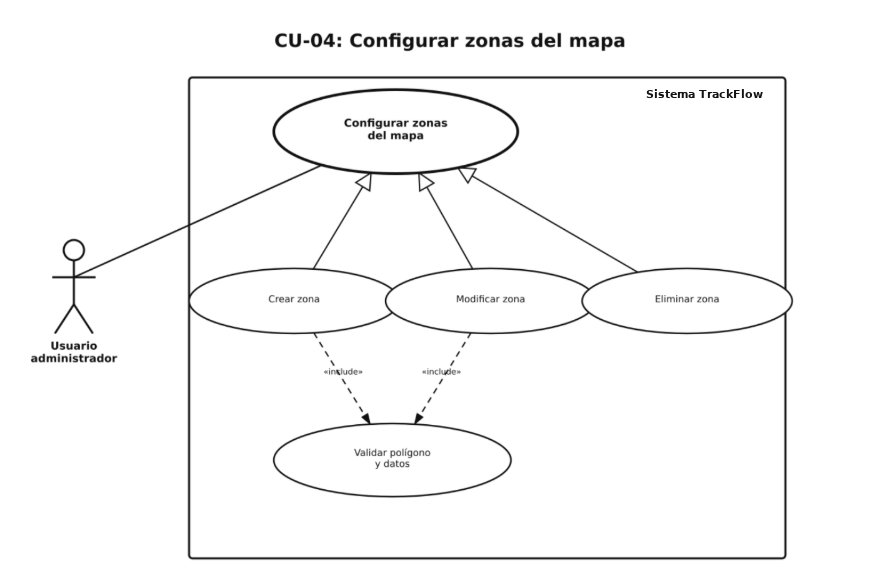 CU-04: Configurar zonas del mapa
Sistema TrackFlow
Configurar zonas
del mapa
Usuario
administrador
Crear zona
Modificar zona
Eliminar zona
«include»
«include»
Validar polígono
y datos